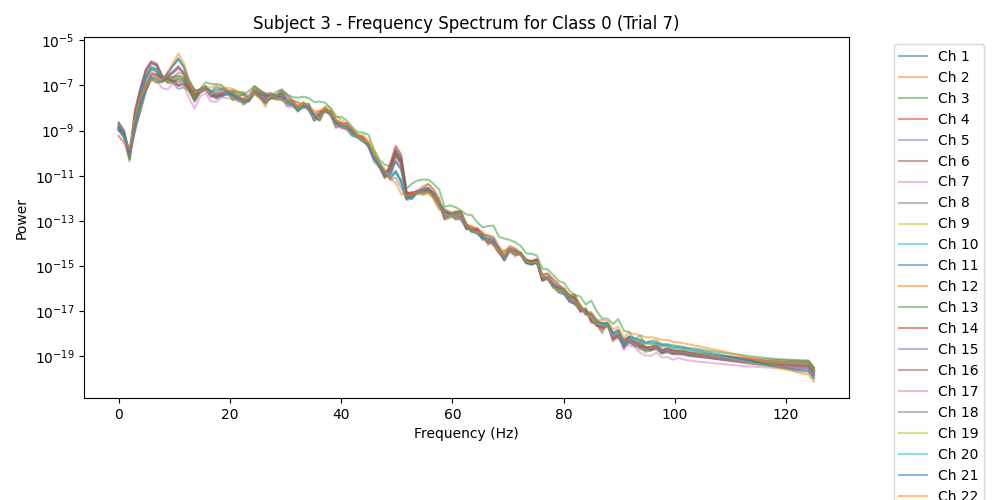 Subject 3 - Frequency Spectrum for Class 0 (Trial 7)
Power
10^-5
10^-7
10^-9
10^-11
10^-13
10^-15
10^-17
10^-19
0 20 40 60 80 100 120
Frequency (Hz)
Ch 1
Ch 2
Ch 3
Ch 4
Ch 5
Ch 6
Ch 7
Ch 8
Ch 9
Ch 10
Ch 11
Ch 12
Ch 13
Ch 14
Ch 15
Ch 16
Ch 17
Ch 18
Ch 19
Ch 20
Ch 21
Ch 22